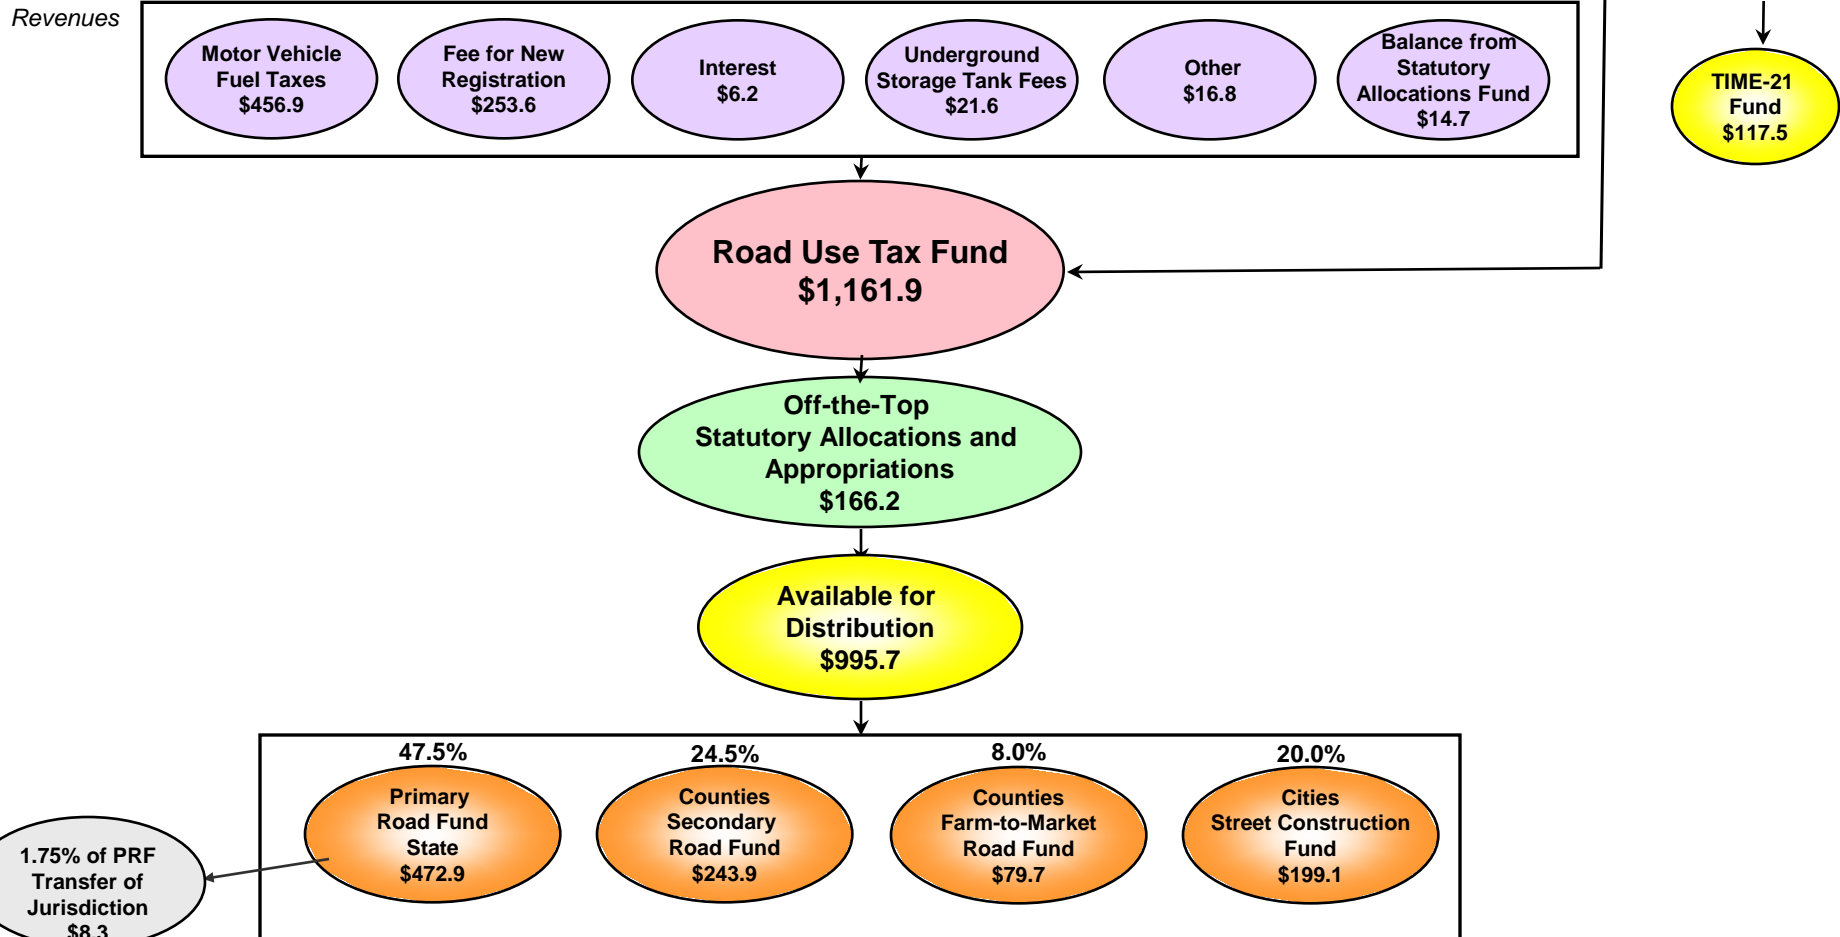 Revenues
Motor Vehicle
Fuel Taxes
$456.9
Fee for New
Registration
$253.6
Interest
$6.2
Underground
Storage Tank Fees
$21.6
Other
$16.8
Balance from
Statutory
Allocations Fund
$14.7
TIME-21
Fund
$117.5
Road Use Tax Fund
$1,161.9
Off-the-Top
Statutory Allocations and
Appropriations
$166.2
Available for
Distribution
$995.7
47.5%
Primary
Road Fund
State
$472.9
24.5%
Counties
Secondary
Road Fund
$243.9
8.0%
Counties
Farm-to-Market
Road Fund
$79.7
20.0%
Cities
Street Construction
Fund
$199.1
1.75% of PRF
Transfer of
Jurisdiction
$8.3